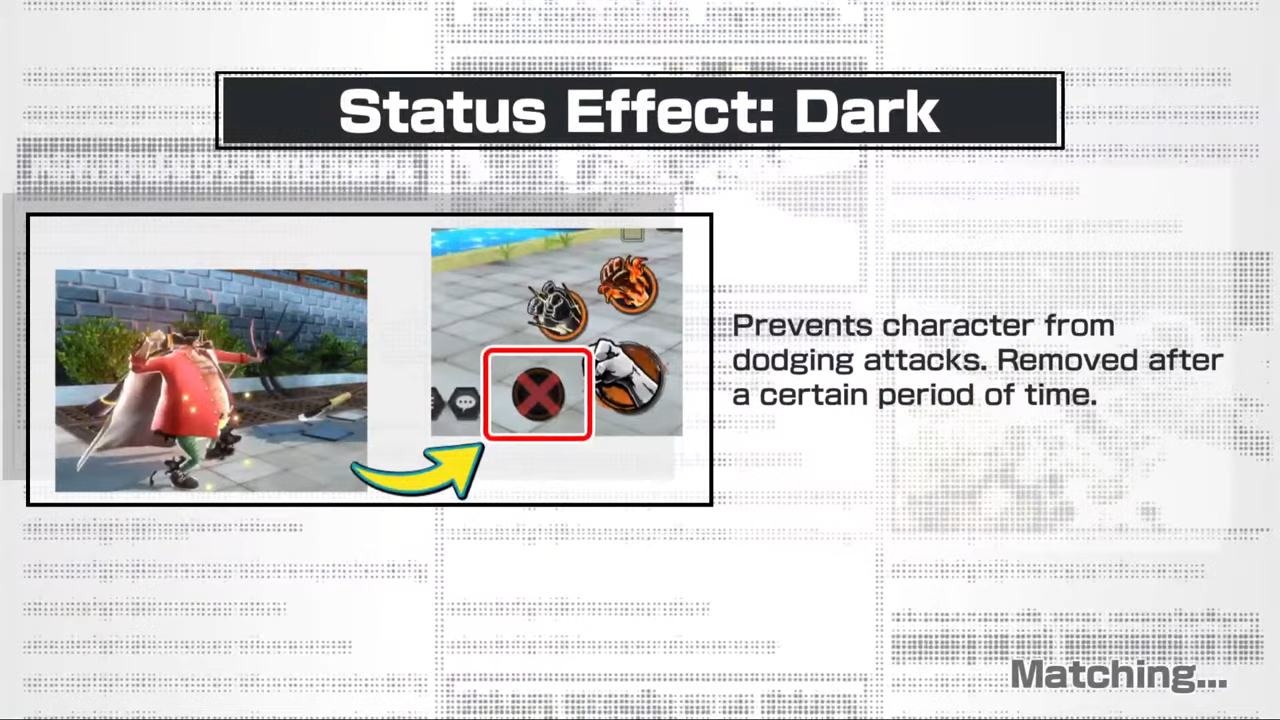 Status Effect: Dark
Prevents character from
dodging attacks. Removed after
a certain period of time.
Matching...